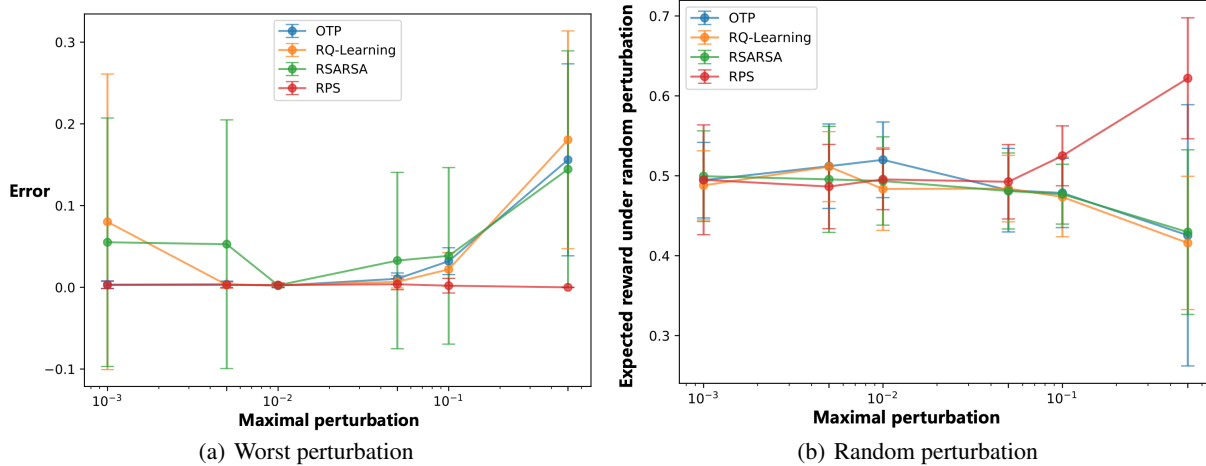 0.3
0.2
0.1
0.0
−0.1
Error
OTP
RQ-Learning
RSARSA
RPS
10⁻³
10⁻²
10⁻¹
Maximal perturbation
(a) Worst perturbation
0.7
0.6
0.5
0.4
0.3
Expected reward under random perturbation
OTP
RQ-Learning
RSARSA
RPS
10⁻³
10⁻²
10⁻¹
Maximal perturbation
(b) Random perturbation